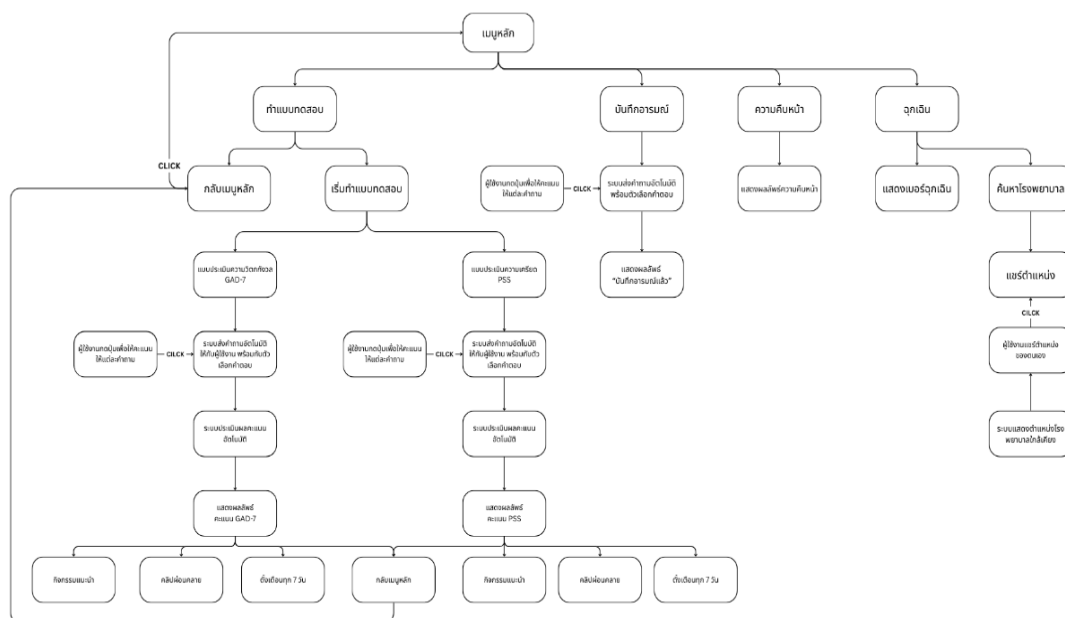 เมนูหลัก
ทำแบบทดสอบ
บันทึกอารมณ์
ความคืบหน้า
ฉุกเฉิน
CLICK
กลับเมนูหลัก
เริ่มทำแบบทดสอบ
ผู้ใช้งานกดปุ่มเพื่อให้คะแนน
ให้แต่ละคำถาม
CILCK
ระบบส่งคำถามอัตโนมัติ
พร้อมตัวเลือกคำตอบ
แสดงผลลัพธ์ความคืบหน้า
แสดงเบอร์ฉุกเฉิน
ค้นหาโรงพยาบาล
แบบประเมินความวิตกกังวล
GAD-7
แบบประเมินความเครียด
PSS
แสดงผลลัพธ์
"บันทึกอารมณ์แล้ว"
แชร์ตำแหน่ง
CILCK
ผู้ใช้งานกดปุ่มเพื่อให้คะแนน
ให้แต่ละคำถาม
CILCK
ระบบส่งคำถามอัตโนมัติ
ให้กับผู้ใช้งาน พร้อมกับตัว
เลือกคำตอบ
ผู้ใช้งานกดปุ่มเพื่อให้คะแนน
ให้แต่ละคำถาม
CILCK
ระบบส่งคำถามอัตโนมัติ
ให้กับผู้ใช้งาน พร้อมกับตัว
เลือกคำตอบ
ผู้ใช้งานแชร์ตำแหน่ง
ของตนเอง
ระบบประเมินผลคะแนน
อัตโนมัติ
ระบบประเมินผลคะแนน
อัตโนมัติ
ระบบแสดงตำแหน่งโรง
พยาบาลใกล้เคียง
แสดงผลลัพธ์
คะแนน GAD-7
แสดงผลลัพธ์
คะแนน PSS
กิจกรรมแนะนำ
คลิปผ่อนคลาย
ตั้งเตือนทุก 7 วัน
กลับเมนูหลัก
กิจกรรมแนะนำ
คลิปผ่อนคลาย
ตั้งเตือนทุก 7 วัน